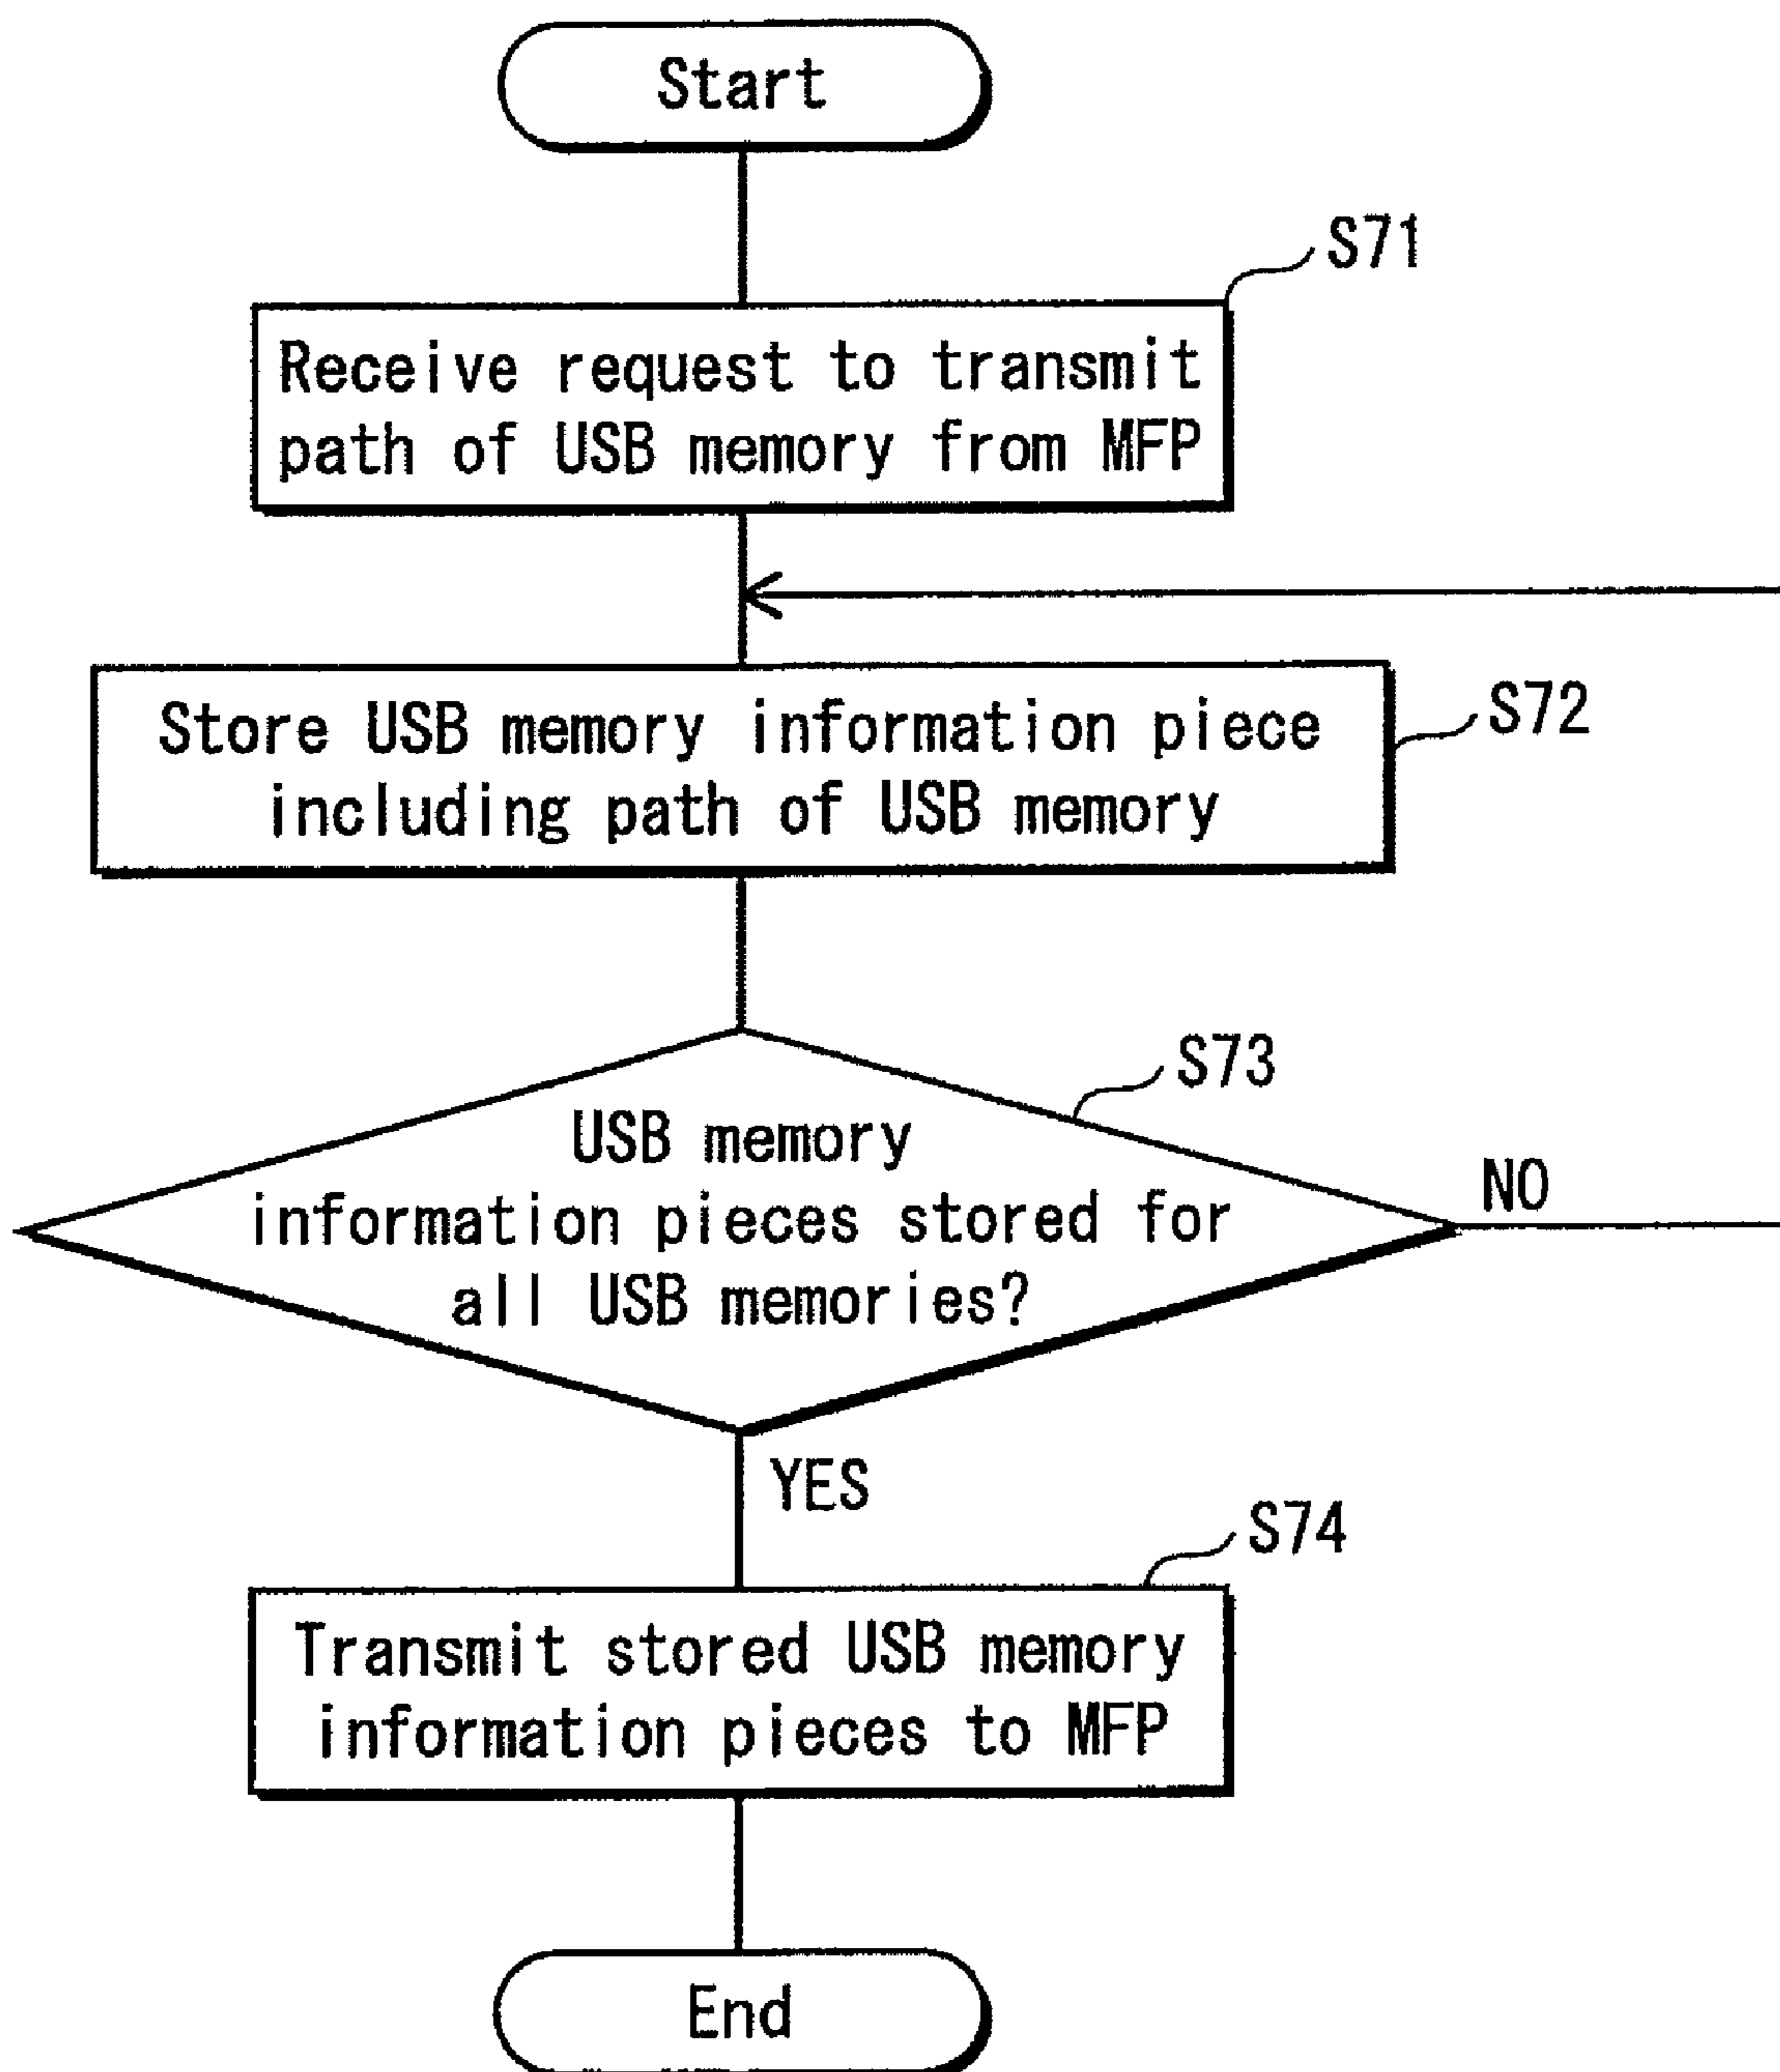 Start
S71
Receive request to transmit
path of USB memory from MFP
S72
Store USB memory information piece
including path of USB memory
S73
USB memory
information pieces stored for
all USB memories?
NO
YES
S74
Transmit stored USB memory
information pieces to MFP
End